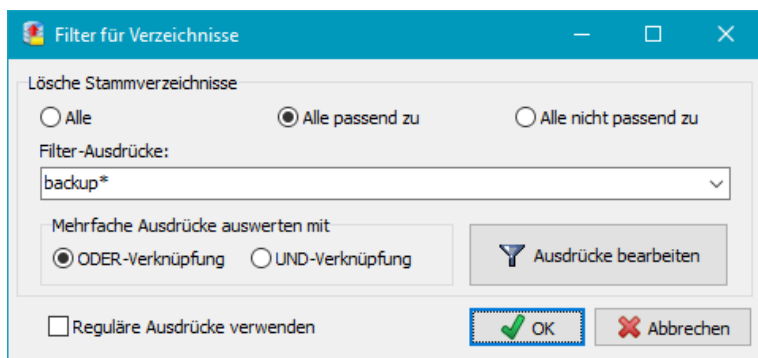 Filter für Verzeichnisse
Lösche Stammverzeichnisse
Alle
Alle passend zu
Alle nicht passend zu
Filter-Ausdrücke:
backup*
Mehrfache Ausdrücke auswerten mit
ODER-Verknüpfung
UND-Verknüpfung
Ausdrücke bearbeiten
Reguläre Ausdrücke verwenden
OK
Abbrechen